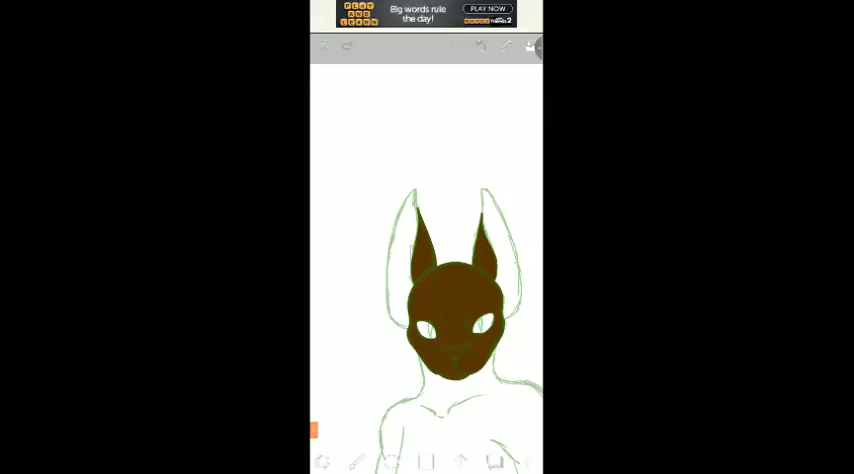 PLAY
AND
LEARN
Big words rule
the day!
PLAY NOW